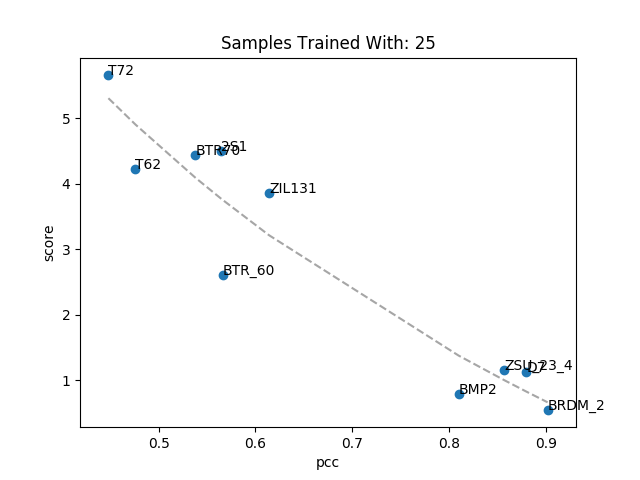 Samples Trained With: 25
T72
5
BTR70
2S1
T62
4
ZIL131
score
3
BTR_60
2
ZSU_23_4
D7
1
BMP2
BRDM_2
0.5
0.6
0.7
0.8
0.9
pcc